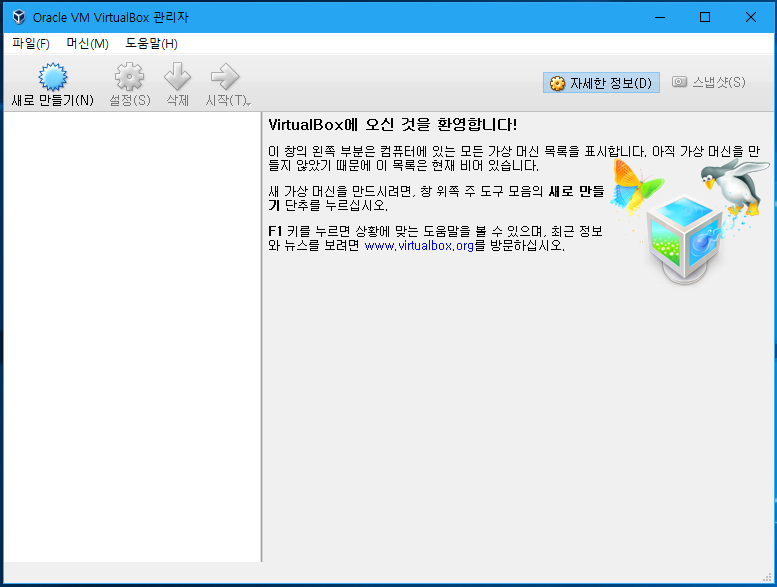 Oracle VM VirtualBox 관리자
파일(F) 머신(M) 도움말(H)
새로 만들기(N) 설정(S) 삭제 시작(T) 자세한 정보(D) 스냅샷(S)
VirtualBox에 오신 것을 환영합니다!
이 창의 왼쪽 부분은 컴퓨터에 있는 모든 가상 머신 목록을 표시합니다. 아직 가상 머신을 만
들지 않았기 때문에 이 목록은 현재 비어 있습니다.
새 가상 머신을 만드시려면, 창 위쪽 주 도구 모음의 새로 만들
기 단추를 누르십시오.
F1 키를 누르면 상황에 맞는 도움말을 볼 수 있으며, 최근 정보
와 뉴스를 보려면 www.virtualbox.org를 방문하십시오.